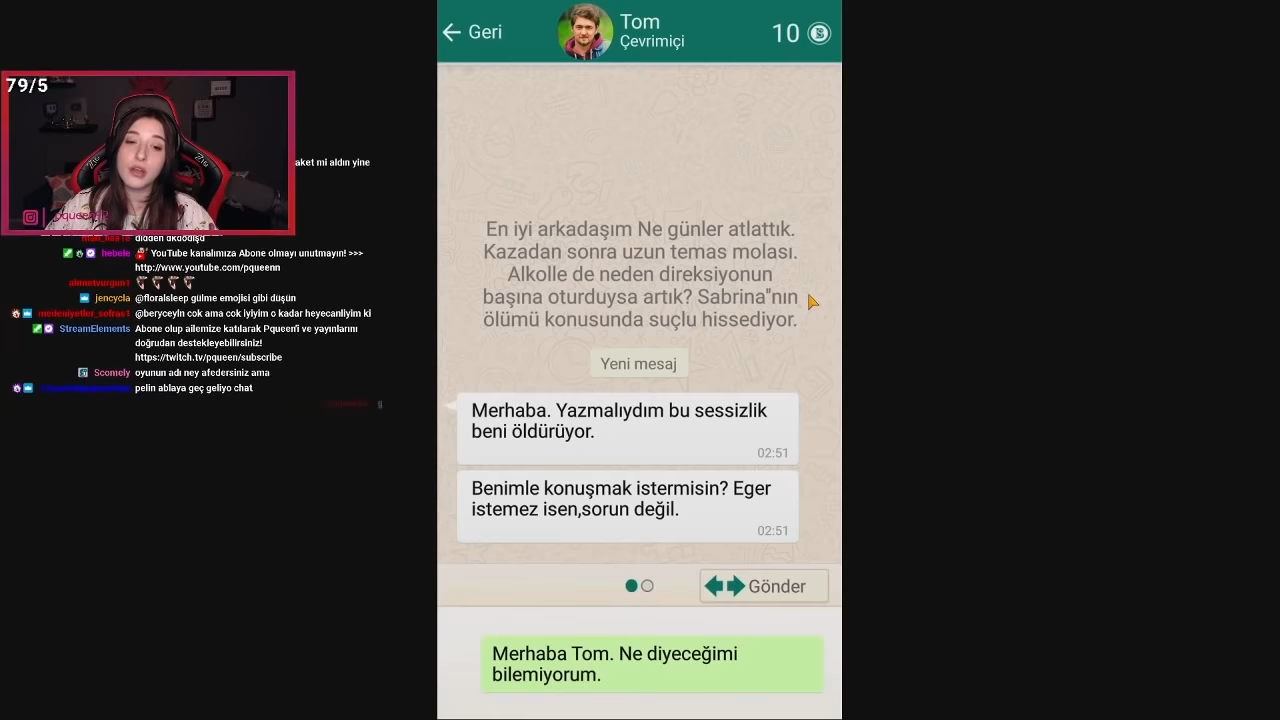 79/5
aket mi aldın yine
didden dkdodişd
hebele YouTube kanalımıza Abone olmayı unutmayın! >>>
http://www.youtube.com/pqueenn
ahmetvurgun1
jencycla @floralsleep gülme emojisi gibi düşün
medeniyetler_sofras1 @berycevln cok ama cok iyiyim o kadar heyecanliyim ki
StreamElements Abone olup ailemize katılarak Pqueen'i ve yayınlarını
doğrudan destekleyebilirsiniz!
https://twitch.tv/pqueen/subscribe
Scomely oyunun adı ney afedersiniz ama
pelin ablaya geç geliyo chat
Geri
Tom
Çevrimiçi
10
En iyi arkadaşım Ne günler atlattık.
Kazadan sonra uzun temas molası.
Alkolle de neden direksiyonun
başına oturduysa artık? Sabrina"nın
ölümü konusunda suçlu hissediyor.
Yeni mesaj
Merhaba. Yazmalıydım bu sessizlik
beni öldürüyor.
02:51
Benimle konuşmak istermisin? Eger
istemez isen,sorun değil.
02:51
Gönder
Merhaba Tom. Ne diyeceğimi
bilemiyorum.